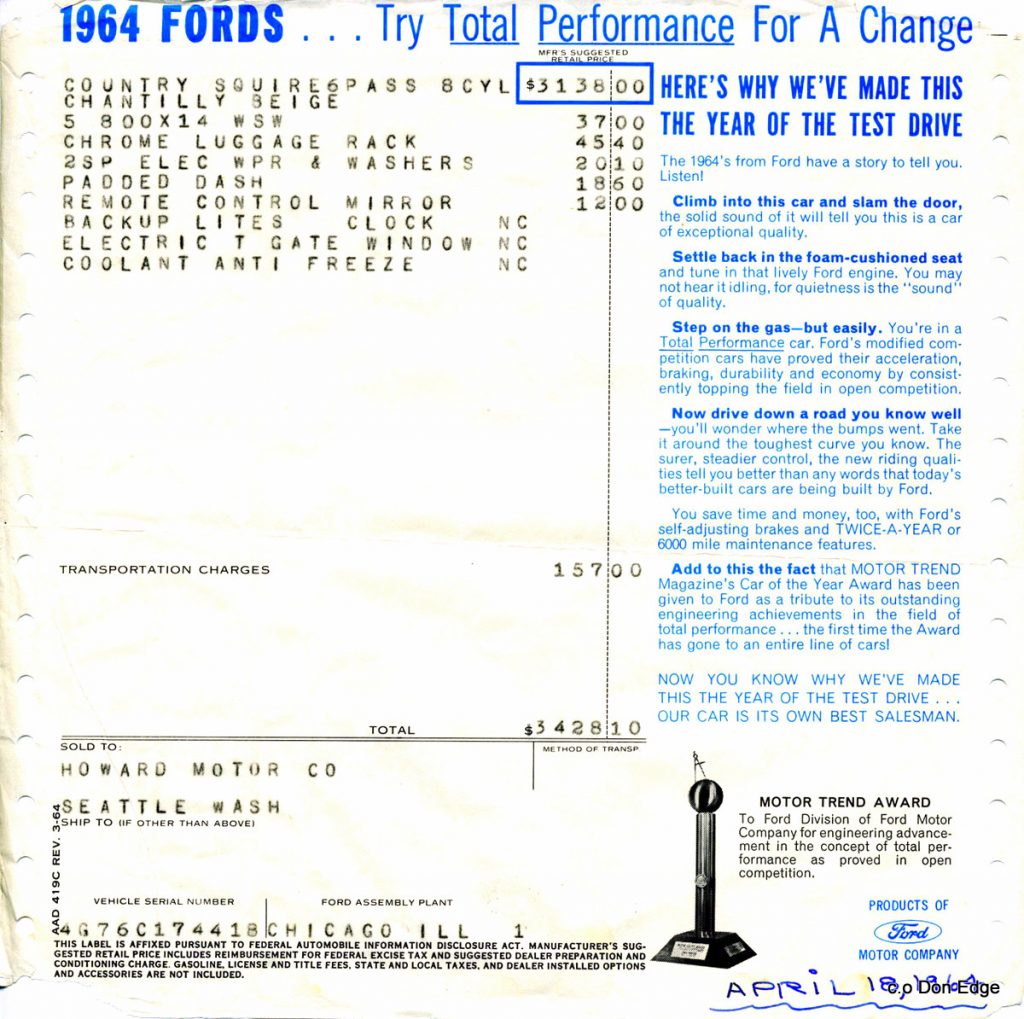 1964 FORDS . . . Try Total Performance For A Change
MFR'S SUGGESTED
RETAIL PRICE
COUNTRY SQUIRE6PASS 8CYL $3138 00
CHANTILLY BEIGE
5 800X14 WSW 37 00
CHROME LUGGAGE RACK 45 40
2SP ELEC WPR & WASHERS 20 10
PADDED DASH 18 60
REMOTE CONTROL MIRROR 12 00
BACKUP LITES CLOCK NC
ELECTRIC T GATE WINDOW NC
COOLANT ANTI FREEZE NC
TRANSPORTATION CHARGES 157 00
TOTAL $3428 10
SOLD TO:
METHOD OF TRANSP.
HOWARD MOTOR CO
SEATTLE WASH
SHIP TO (IF OTHER THAN ABOVE)
AAD 419C REV. 3-64
VEHICLE SERIAL NUMBER FORD ASSEMBLY PLANT
4G76C174418 CHICAGO ILL 1
THIS LABEL IS AFFIXED PURSUANT TO FEDERAL AUTOMOBILE INFORMATION DISCLOSURE ACT. MANUFACTURER'S SUG-
GESTED RETAIL PRICE INCLUDES REIMBURSEMENT FOR FEDERAL EXCISE TAX AND SUGGESTED DEALER PREPARATION AND
CONDITIONING CHARGE. GASOLINE, LICENSE AND TITLE FEES, STATE AND LOCAL TAXES, AND DEALER INSTALLED OPTIONS
AND ACCESSORIES ARE NOT INCLUDED.
HERE'S WHY WE'VE MADE THIS
THE YEAR OF THE TEST DRIVE
The 1964's from Ford have a story to tell you.
Listen!
Climb into this car and slam the door,
the solid sound of it will tell you this is a car
of exceptional quality.
Settle back in the foam-cushioned seat
and tune in that lively Ford engine. You may
not hear it idling, for quietness is the "sound"
of quality.
Step on the gas—but easily. You're in a
Total Performance car. Ford's modified com-
petition cars have proved their acceleration,
braking, durability and economy by consist-
ently topping the field in open competition.
Now drive down a road you know well
—you'll wonder where the bumps went. Take
it around the toughest curve you know. The
surer, steadier control, the new riding quali-
ties tell you better than any words that today's
better-built cars are being built by Ford.
You save time and money, too, with Ford's
self-adjusting brakes and TWICE-A-YEAR or
6000 mile maintenance features.
Add to this the fact that MOTOR TREND
Magazine's Car of the Year Award has been
given to Ford as a tribute to its outstanding
engineering achievements in the field of
total performance . . . the first time the Award
has gone to an entire line of cars!
NOW YOU KNOW WHY WE'VE MADE
THIS THE YEAR OF THE TEST DRIVE . . .
OUR CAR IS ITS OWN BEST SALESMAN.
MOTOR TREND AWARD
To Ford Division of Ford Motor
Company for engineering advance-
ment in the concept of total per-
formance as proved in open
competition.
PRODUCTS OF
Ford
MOTOR COMPANY
APRIL 18, 1964
c.o Don Edge